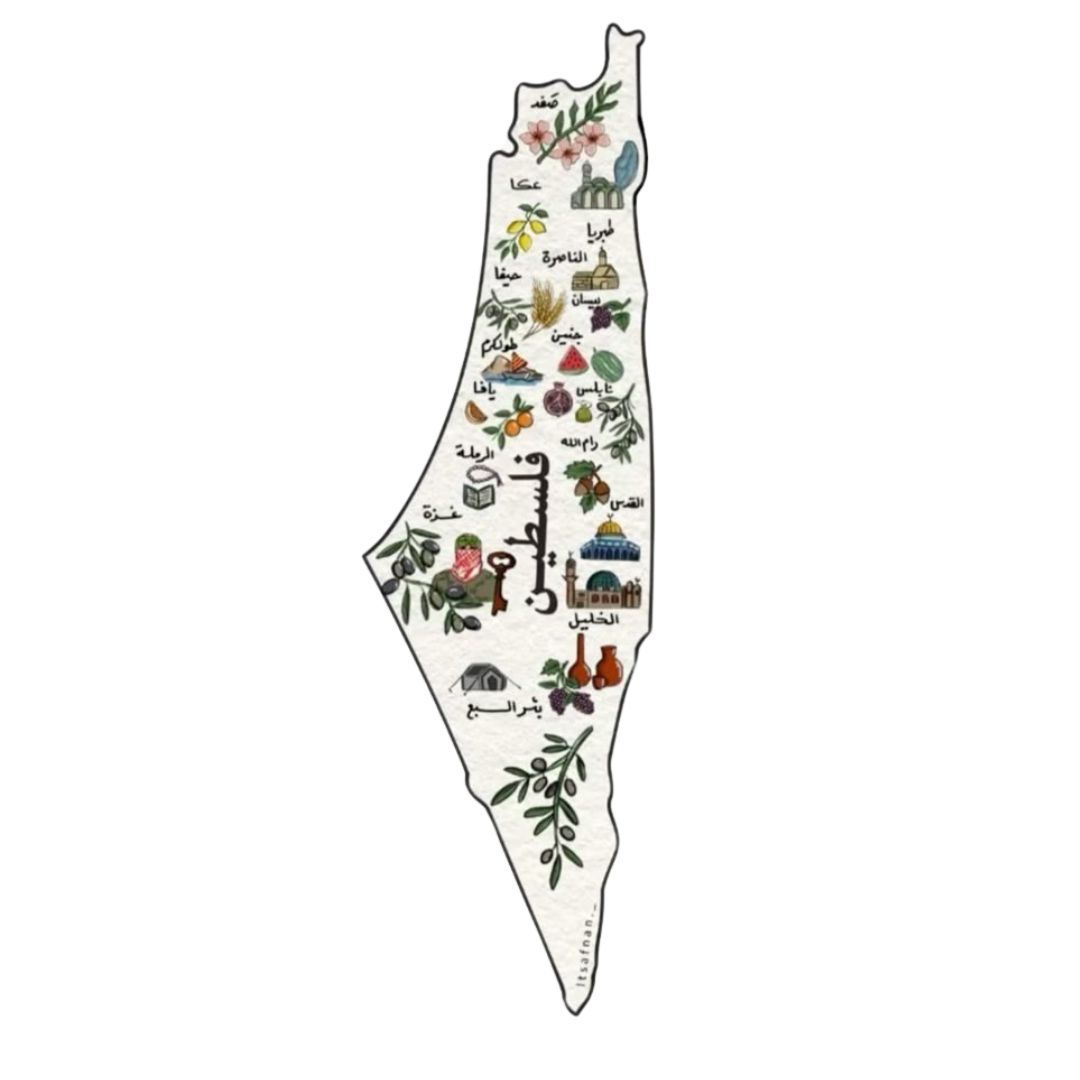 صَفد
عكا
طبريا
الناصرة
حيفا
بيسان
جنين
طولكرم
نابلس
يافا
رام الله
الرملة
فلسطين
القدس
غزة
الخليل
بئر السبع
Itsafnan._